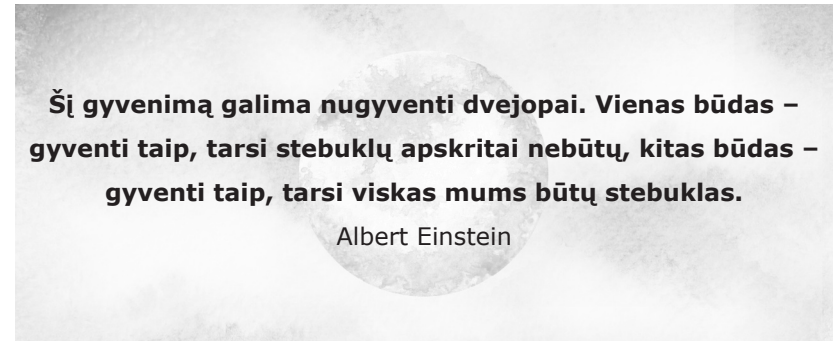 Šį gyvenimą galima nugyventi dvejopai. Vienas būdas –
gyventi taip, tarsi stebuklų apskritai nebūtų, kitas būdas –
gyventi taip, tarsi viskas mums būtų stebuklas.
Albert Einstein